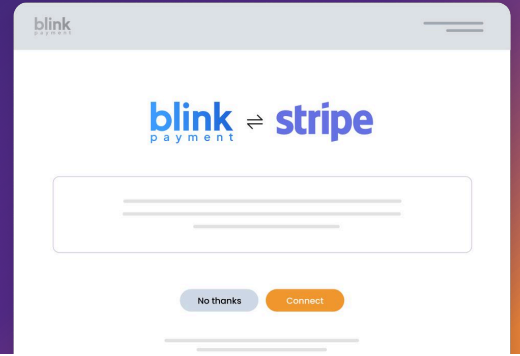 blink
payment
blink
payment
stripe
No thanks
Connect